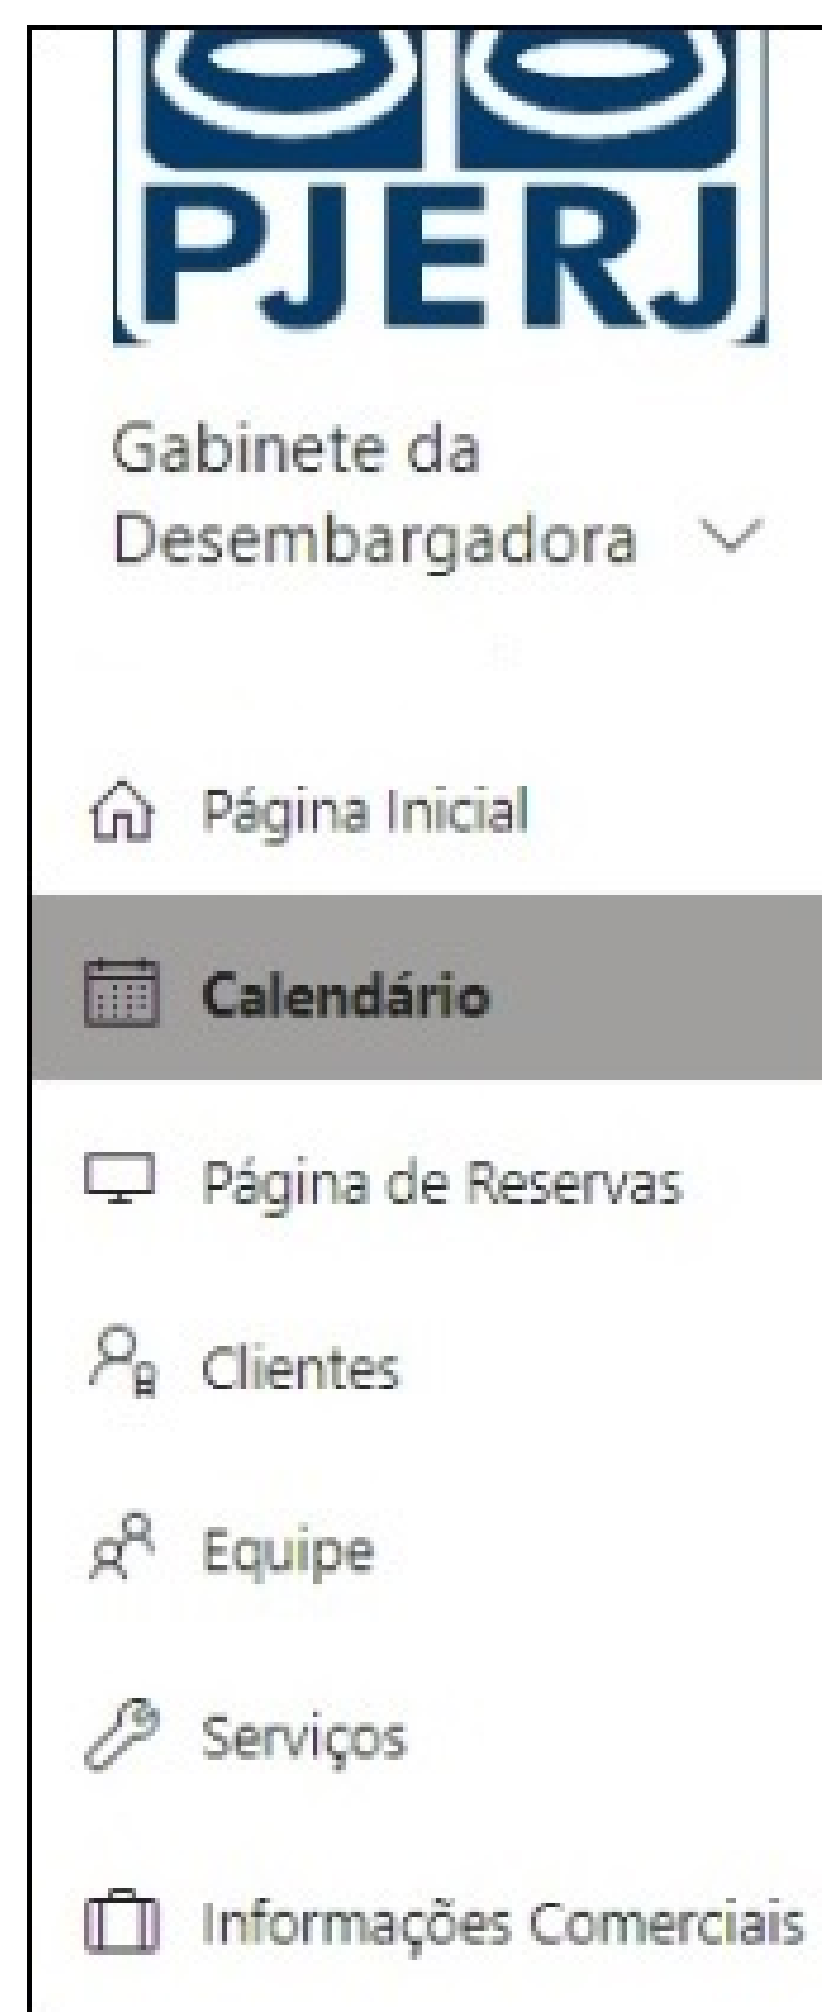 PJERJ
Gabinete da
Desembargadora
Página Inicial
Calendário
Página de Reservas
Clientes
Equipe
Serviços
Informações Comerciais